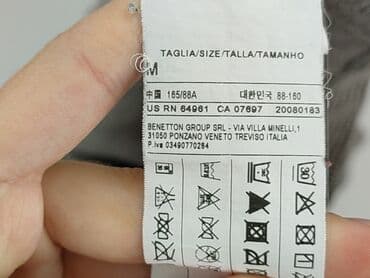 TAGLIA/SIZE/TALLA/TAMANHO
M
中國 165/88A 대한민국 88-160
US RN 64961 CA 07697 20080183
BENETTON GROUP SRL - VIA VILLA MINELLI,1
31050 PONZANO VENETO TREVISO ITALIA
P.Iva 03490770264